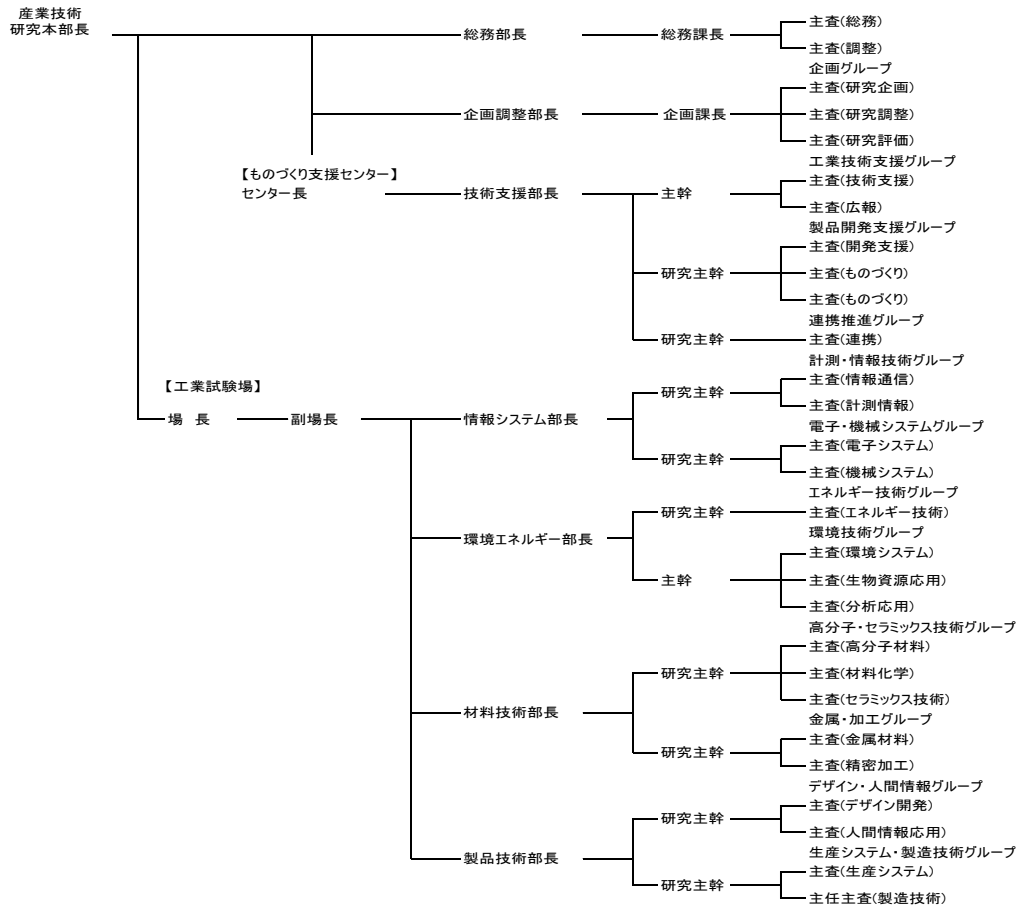 産業技術
研究本部長
総務部長
総務課長
主査(総務)
主査(調整)
企画グループ
企画調整部長
企画課長
主査(研究企画)
主査(研究調整)
主査(研究評価)
【ものづくり支援センター】
センター長
技術支援部長
工業技術支援グループ
主幹
主査(技術支援)
主査(広報)
製品開発支援グループ
研究主幹
主査(開発支援)
主査(ものづくり)
主査(ものづくり)
連携推進グループ
研究主幹
主査(連携)
【工業試験場】
場 長
副場長
情報システム部長
計測・情報技術グループ
研究主幹
主査(情報通信)
主査(計測情報)
電子・機械システムグループ
研究主幹
主査(電子システム)
主査(機械システム)
環境エネルギー部長
エネルギー技術グループ
研究主幹
主査(エネルギー技術)
環境技術グループ
主幹
主査(環境システム)
主査(生物資源応用)
主査(分析応用)
材料技術部長
高分子・セラミックス技術グループ
研究主幹
主査(高分子材料)
主査(材料化学)
主査(セラミックス技術)
金属・加工グループ
研究主幹
主査(金属材料)
主査(精密加工)
製品技術部長
デザイン・人間情報グループ
研究主幹
主査(デザイン開発)
主査(人間情報応用)
生産システム・製造技術グループ
研究主幹
主査(生産システム)
主任主査(製造技術)